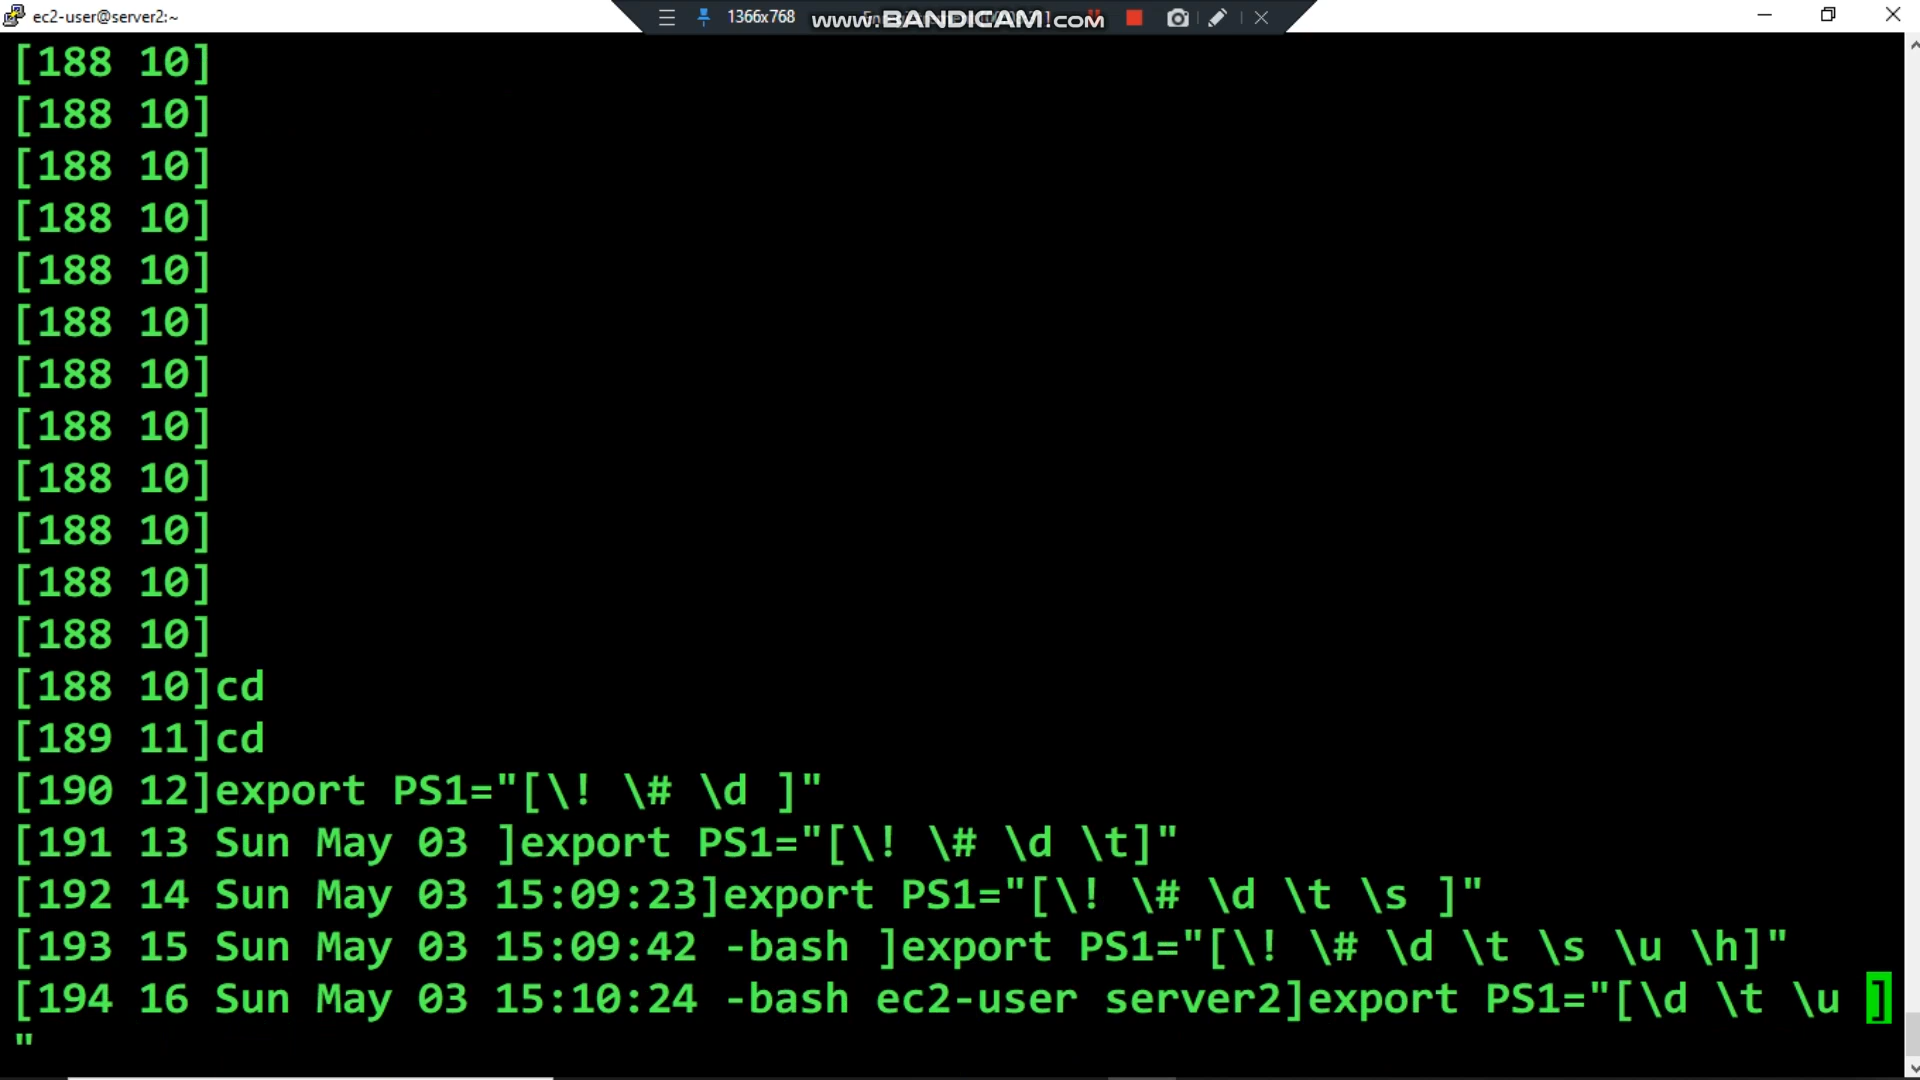 ec2-user@server2:~
1366x768
www.BANDICAM.com
[188 10]
[188 10]
[188 10]
[188 10]
[188 10]
[188 10]
[188 10]
[188 10]
[188 10]
[188 10]
[188 10]
[188 10]
[188 10]cd
[189 11]cd
[190 12]export PS1="[\! \# \d ]"
[191 13 Sun May 03 ]export PS1="[\! \# \d \t]"
[192 14 Sun May 03 15:09:23]export PS1="[\! \# \d \t \s ]"
[193 15 Sun May 03 15:09:42 -bash ]export PS1="[\! \# \d \t \s \u \h]"
[194 16 Sun May 03 15:10:24 -bash ec2-user server2]export PS1="[\d \t \u ]
"